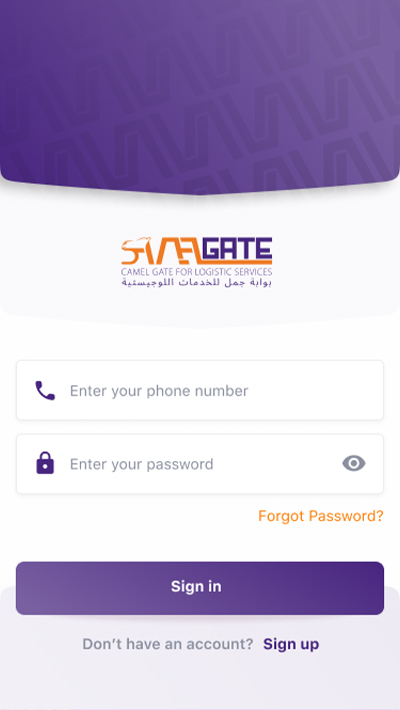 CAMELGATE
CAMEL GATE FOR LOGISTIC SERVICES
بوابة جمل للخدمات اللوجيستية
Enter your phone number
Enter your password
Forgot Password?
Sign in
Don't have an account? Sign up